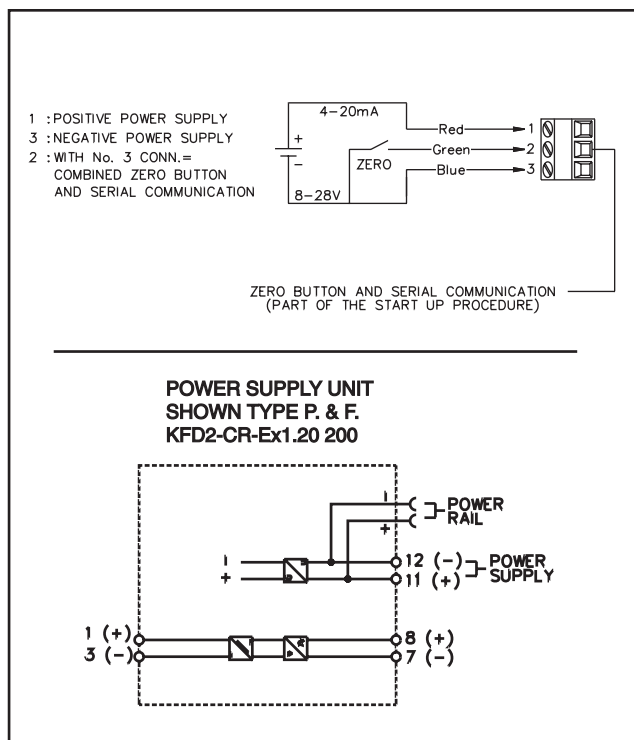 1 :POSITIVE POWER SUPPLY
3 :NEGATIVE POWER SUPPLY
2 :WITH No. 3 CONN.=
COMBINED ZERO BUTTON
AND SERIAL COMMUNICATION
4-20mA
+
-
8-28V
ZERO
Red
Green
Blue
1
2
3
ZERO BUTTON AND SERIAL COMMUNICATION
(PART OF THE START UP PROCEDURE)
POWER SUPPLY UNIT
SHOWN TYPE P. & F.
KFD2-CR-Ex1.20 200
I
+
POWER
RAIL
I
+
12 (-)
11 (+)
POWER
SUPPLY
1 (+)
3 (-)
8 (+)
7 (-)